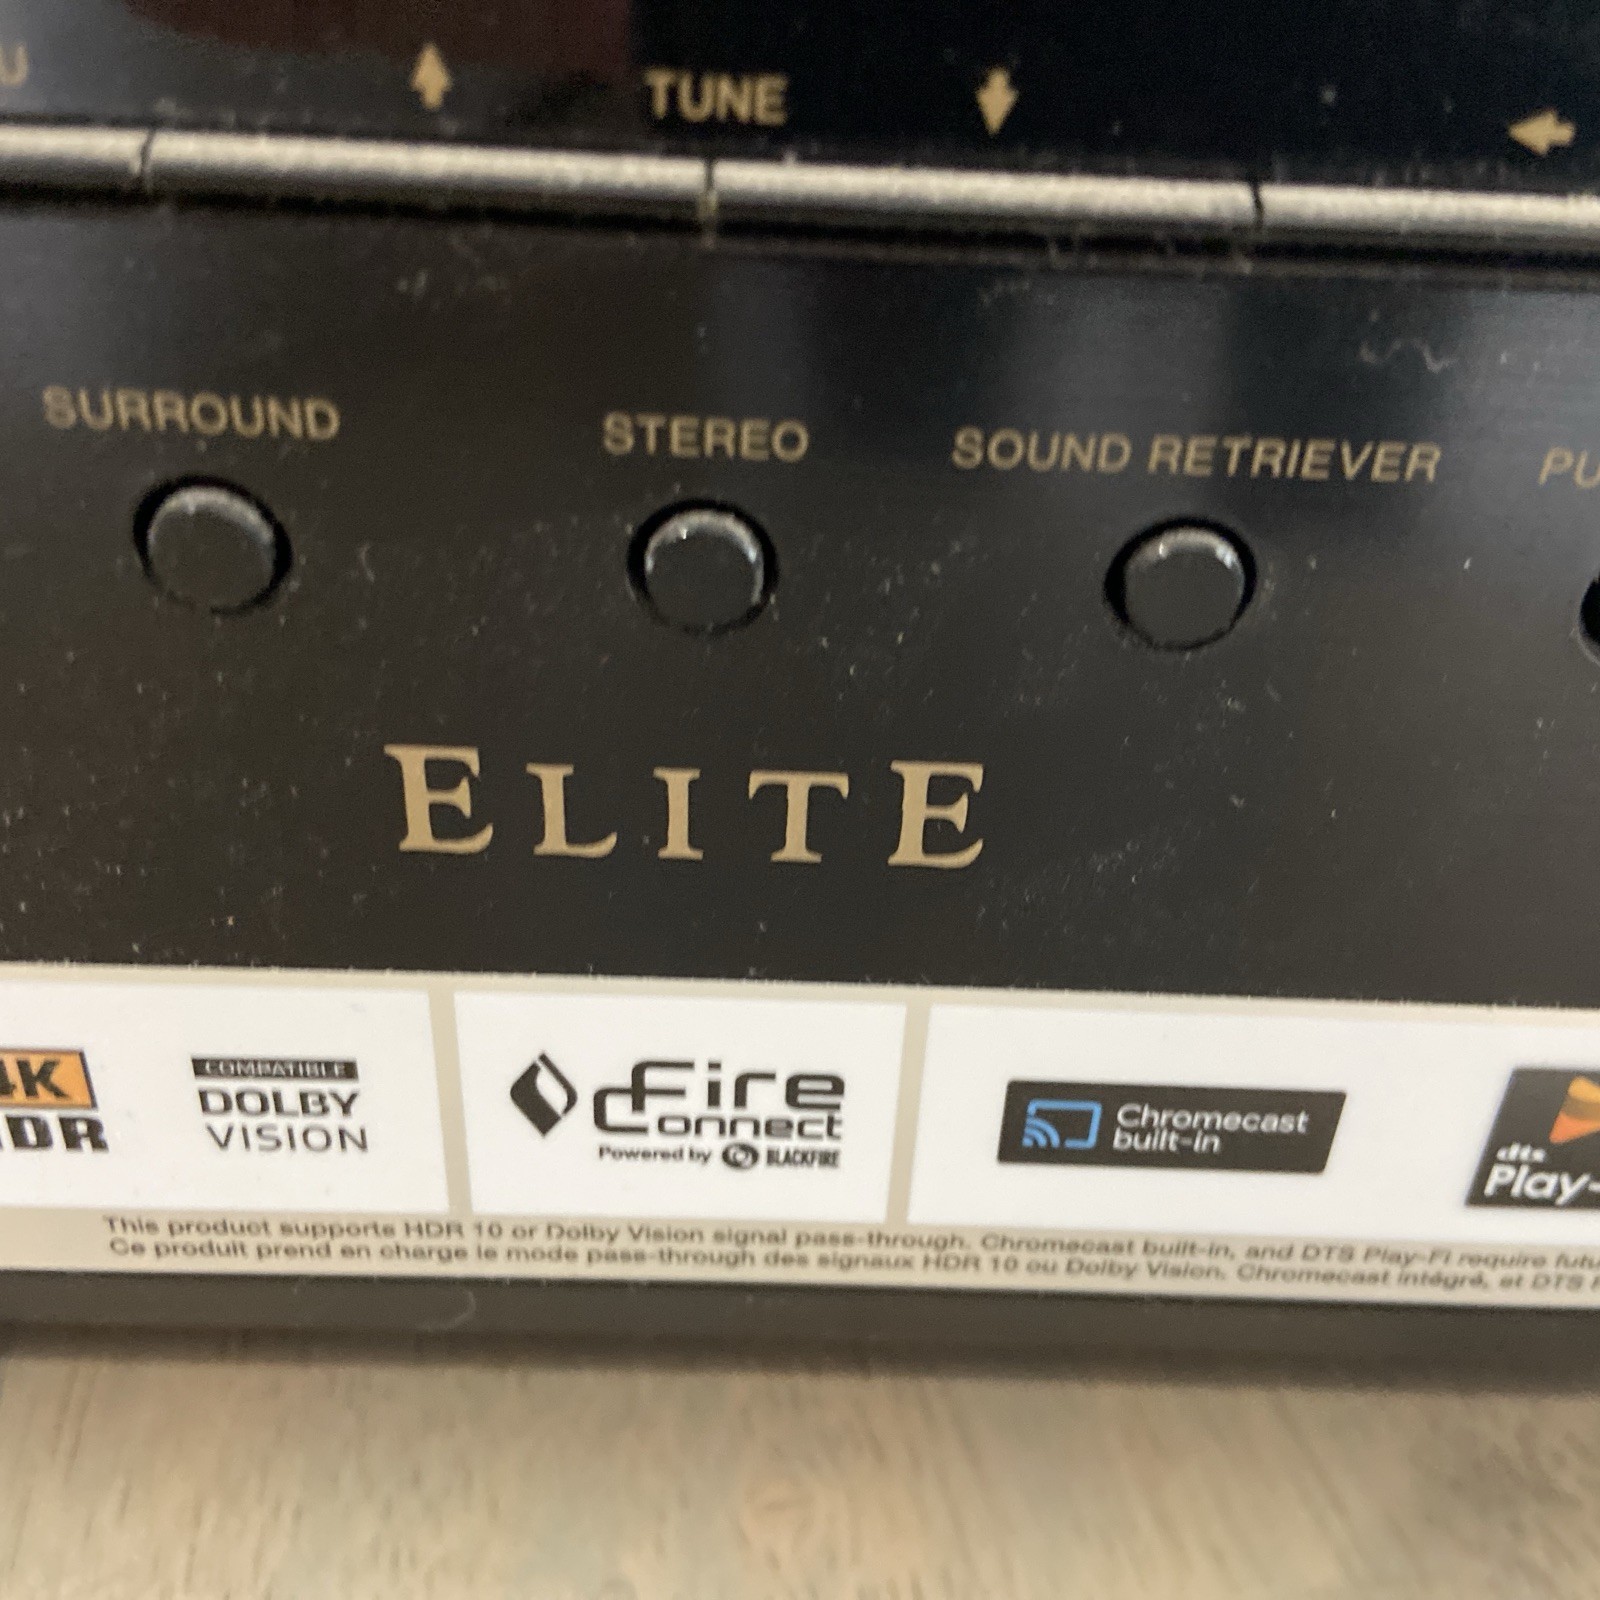 U
TUNE
SURROUND
STEREO
SOUND RETRIEVER
PU
ELITE
4K
HDR
COMPATIBLE
DOLBY
VISION
Fire
Connect
Powered by BLACKFIRE
Chromecast
built-in
dts
Play-
This product supports HDR 10 or Dolby Vision signal pass-through. Chromecast built-in, and DTS Play-Fi require futu
Ce produit prend en charge le mode pass-through des signaux HDR 10 ou Dolby Vision. Chromecast intégré, et DTS